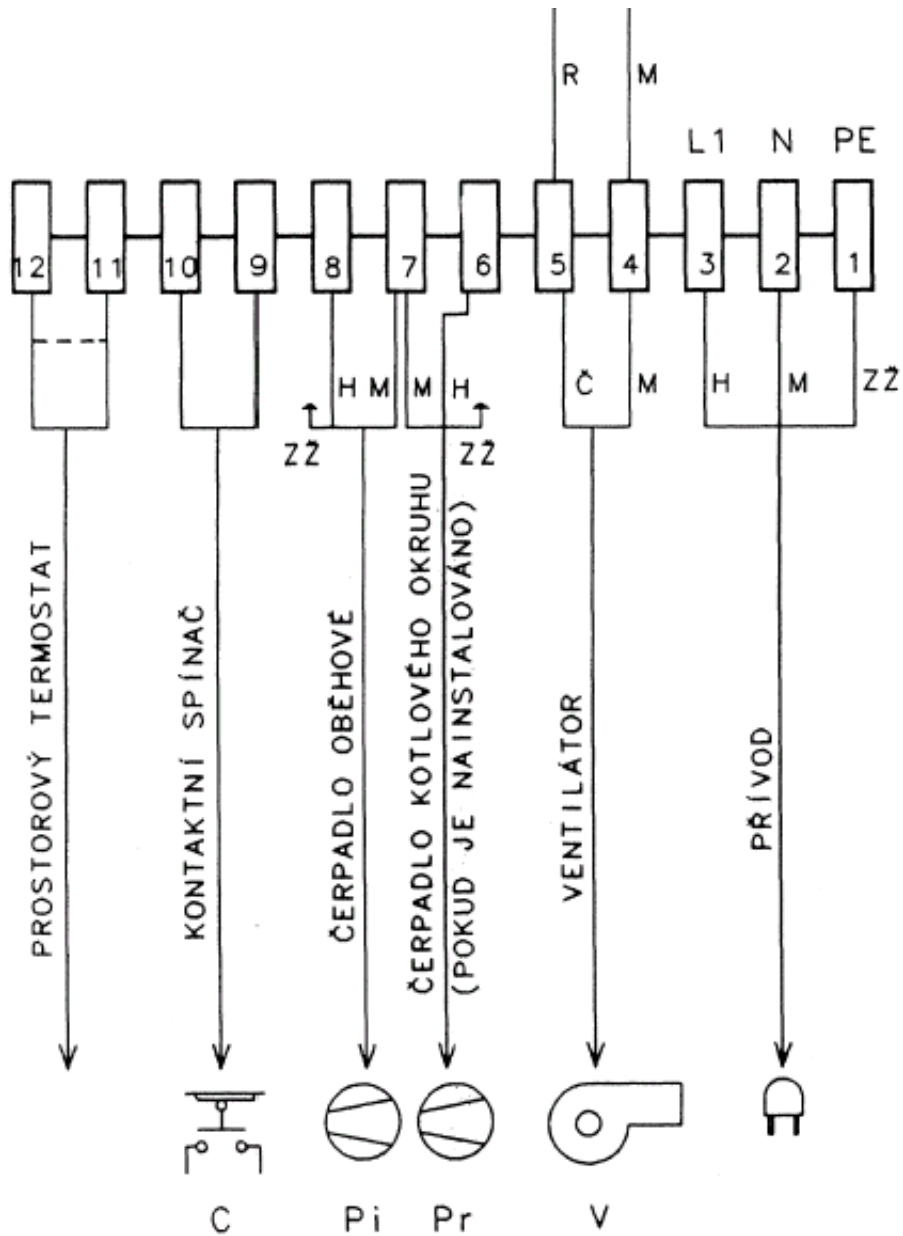 R M
L1 N PE
12 11 10 9 8 7 6 5 4 3 2 1
H M M H Č M H M ZŽ
ZŽ ZŽ
PROSTOROVÝ TERMOSTAT
KONTAKTNÍ SPÍNAČ
ČERPADLO OBĚHOVÉ
ČERPADLO KOTLOVÉHO OKRUHU
(POKUD JE NAINSTALOVÁNO)
VENTILÁTOR
PŘÍVOD
C Pi Pr V